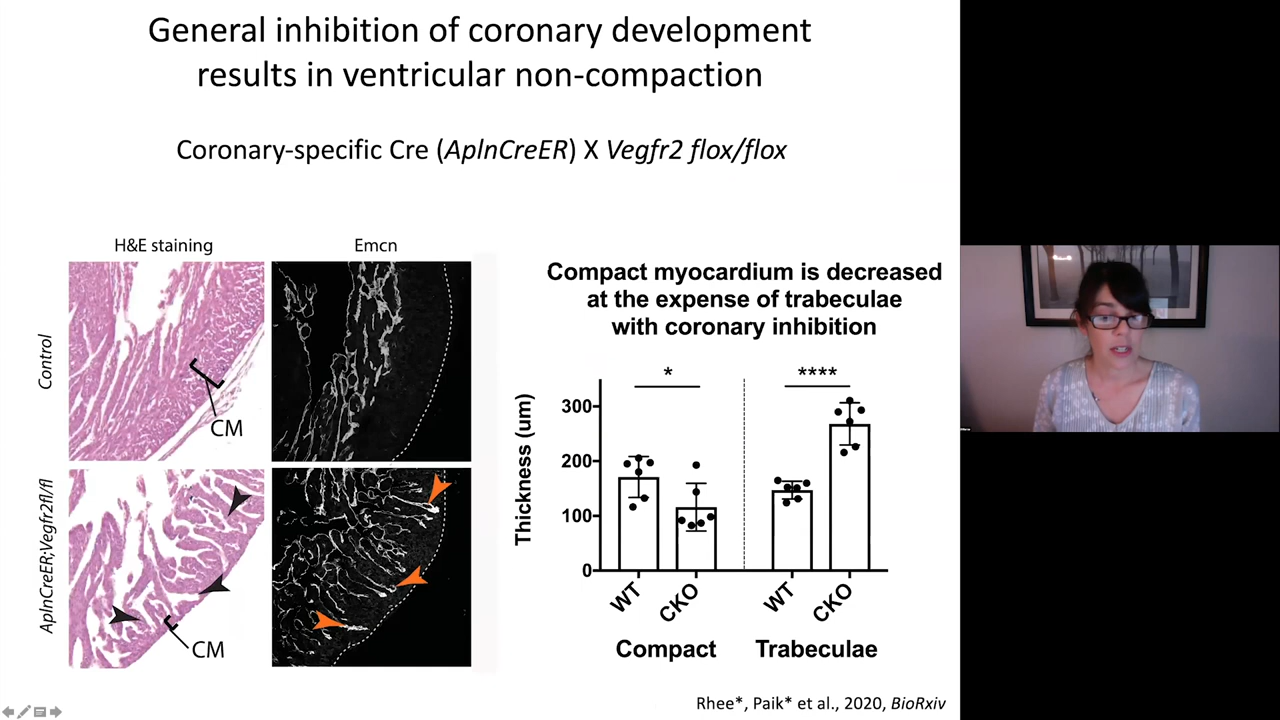 General inhibition of coronary development
results in ventricular non-compaction
Coronary-specific Cre (AplnCreER) X Vegfr2 flox/flox
H&E staining
Emcn
Control
CM
AplnCreER;Vegfr2fl/fl
CM
Compact myocardium is decreased
at the expense of trabeculae
with coronary inhibition
* ****
Thickness (um)
300
200
100
0
WT CKO WT CKO
Compact Trabeculae
Rhee*, Paik* et al., 2020, BioRxiv